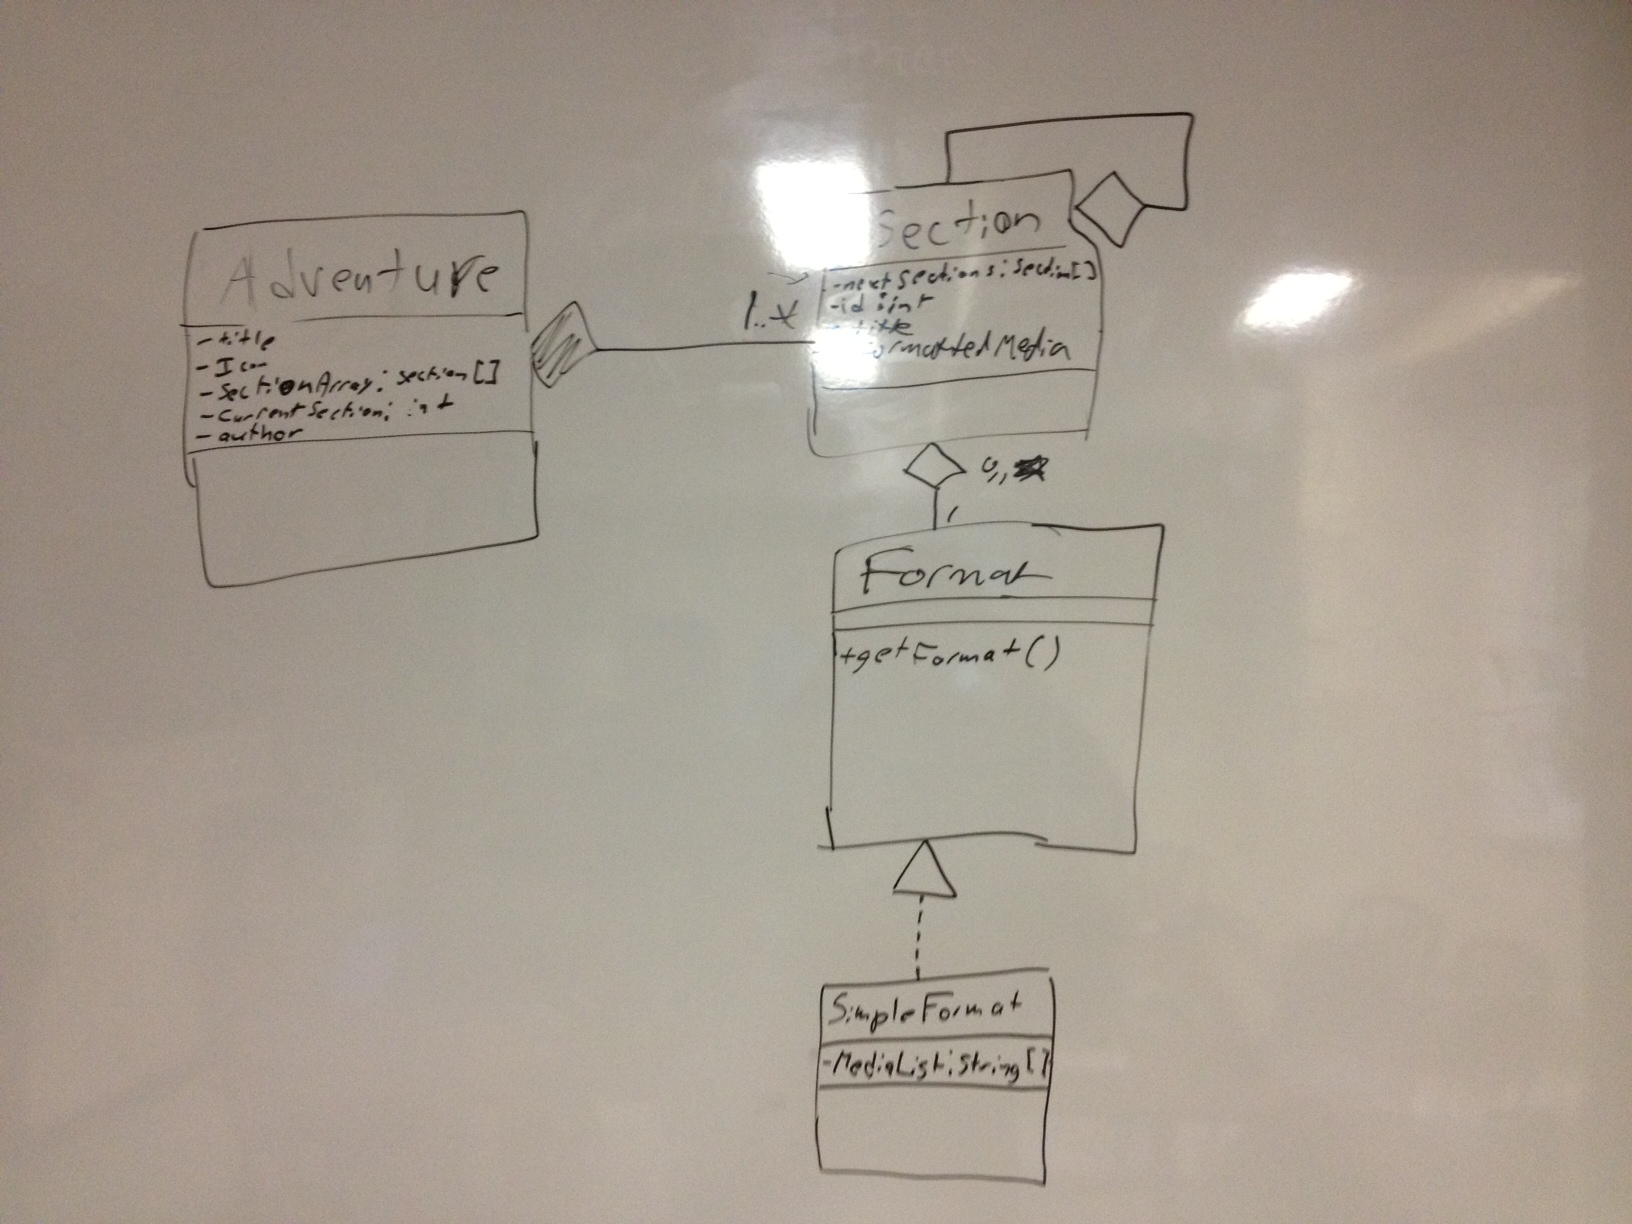 Adventure
- title
- Icon
- SectionArray: section[]
- CurrentSection: int
- author
1..*
Section
- nextSections: Section[]
- id : int
- title
FormattedMedia
0..
1
Format
+getFormat()
SimpleFormat
- MediaList: String[]